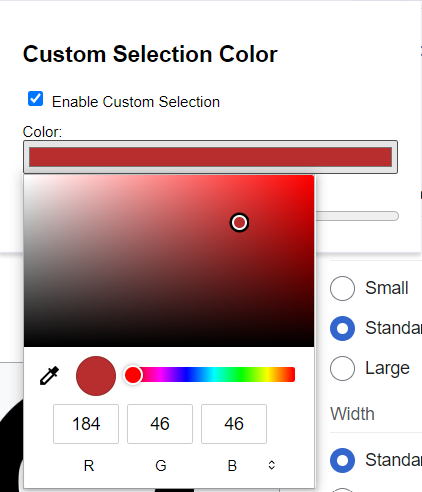 Custom Selection Color
Enable Custom Selection
Color:
Small
Standar
Large
184 46 46
R G B
Width
Standar